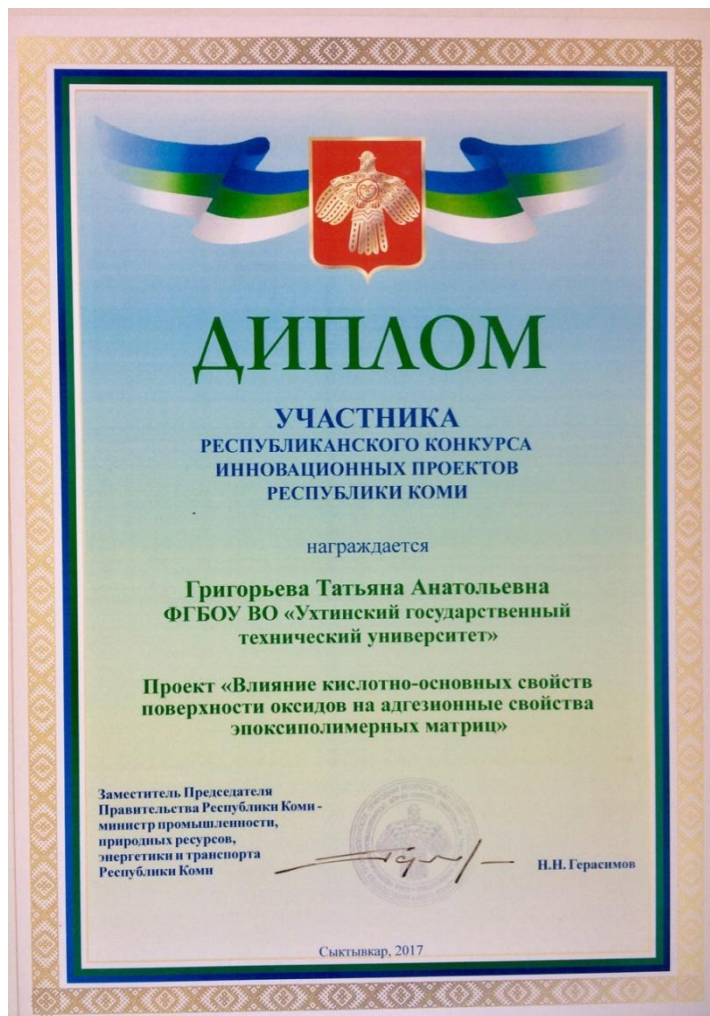 ДИПЛОМ
УЧАСТНИКА
РЕСПУБЛИКАНСКОГО КОНКУРСА
ИННОВАЦИОННЫХ ПРОЕКТОВ
РЕСПУБЛИКИ КОМИ
награждается
Григорьева Татьяна Анатольевна
ФГБОУ ВО «Ухтинский государственный
технический университет»
Проект «Влияние кислотно-основных свойств
поверхности оксидов на адгезионные свойства
эпоксиполимерных матриц»
Заместитель Председателя
Правительства Республики Коми -
министр промышленности,
природных ресурсов,
энергетики и транспорта
Республики Коми
Н.Н. Герасимов
Сыктывкар, 2017